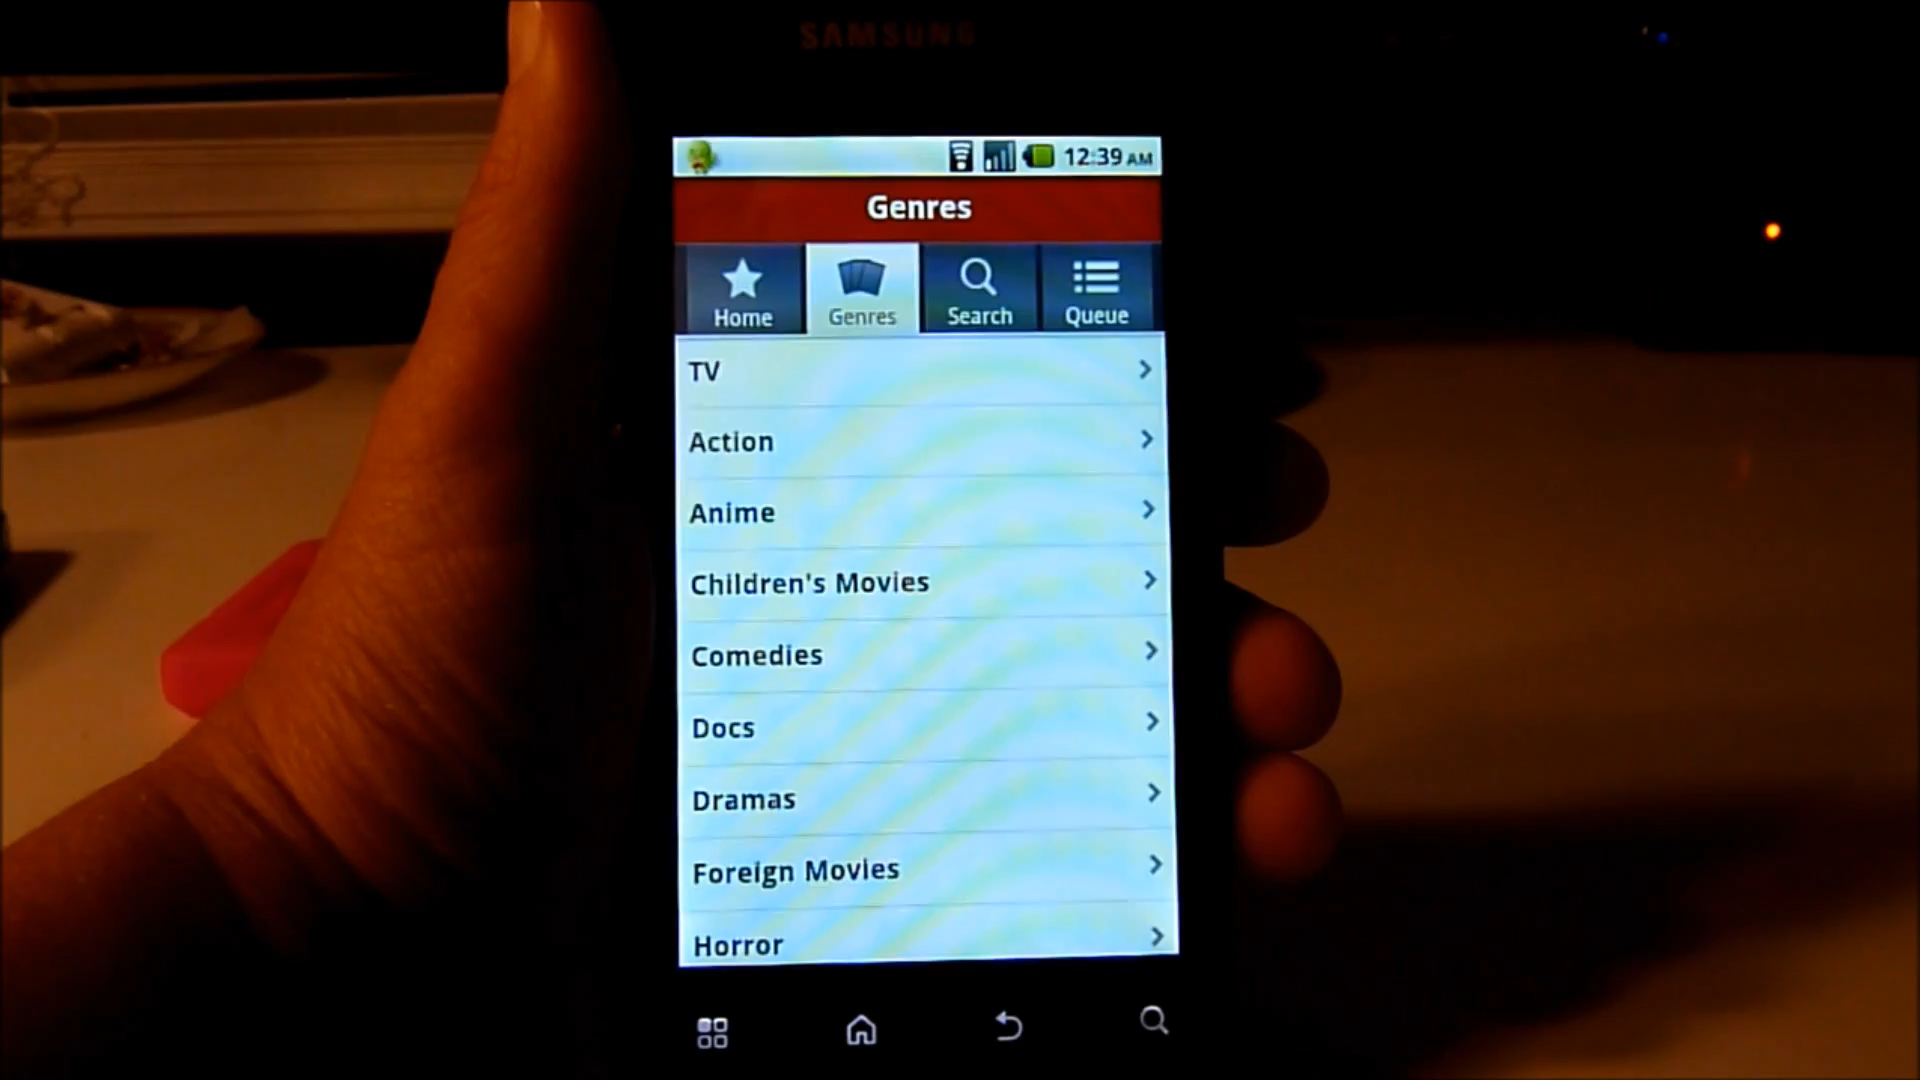 SAMSUNG
12:39 AM
Genres
Home Genres Search Queue
TV
Action
Anime
Children's Movies
Comedies
Docs
Dramas
Foreign Movies
Horror